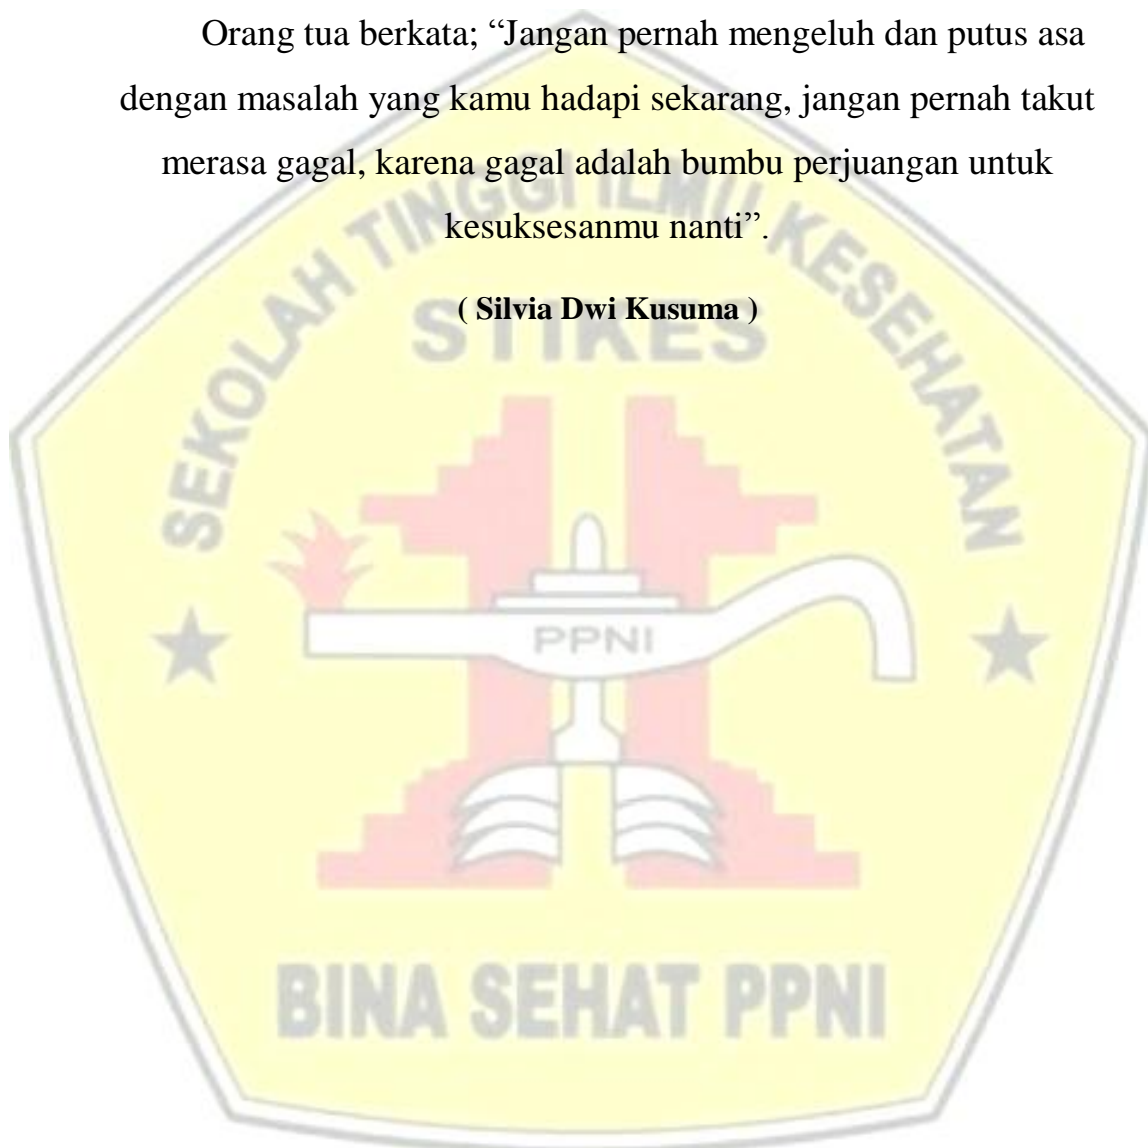 Orang tua berkata; “Jangan pernah mengeluh dan putus asa
dengan masalah yang kamu hadapi sekarang, jangan pernah takut
merasa gagal, karena gagal adalah bumbu perjuangan untuk
kesuksesanmu nanti”.
( Silvia Dwi Kusuma )
SEKOLAH TINGGI ILMU KESEHATAN
STIKES
PPNI
BINA SEHAT PPNI